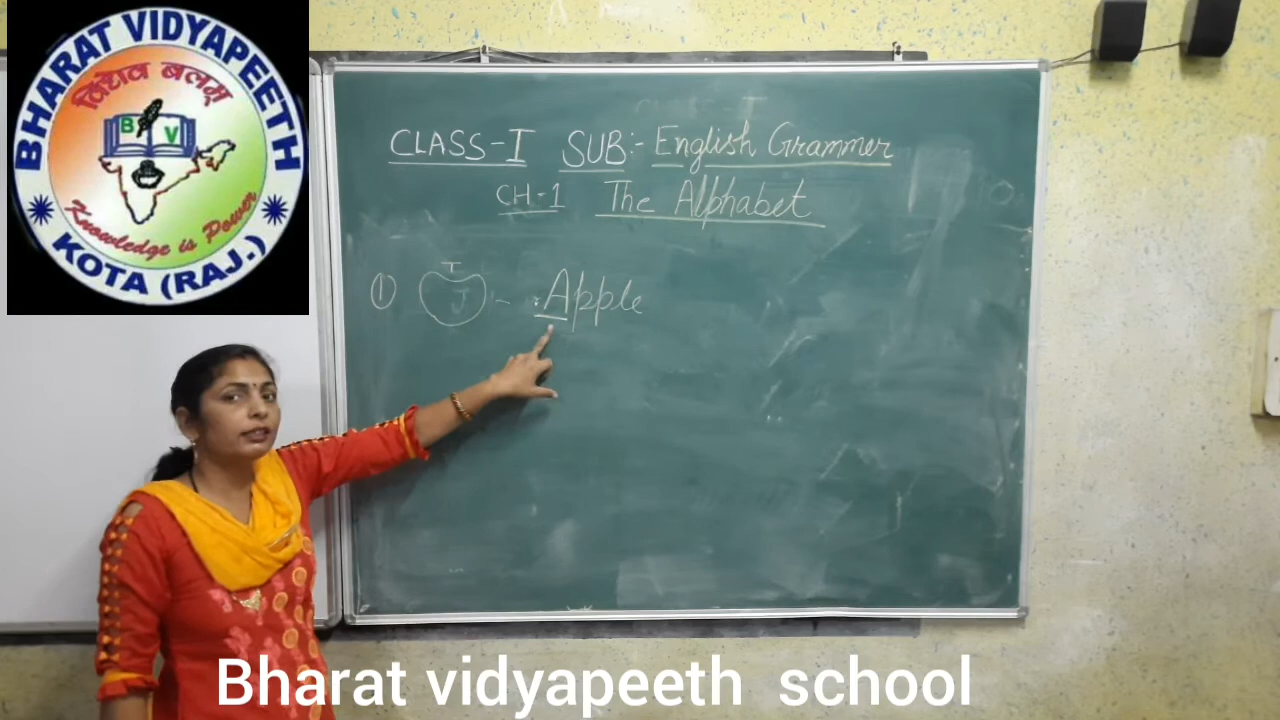 BHARAT VIDYAPEETH
विद्यैव बलम्
B V
Knowledge is Power
KOTA (RAJ.)
CLASS-I SUB:- English Grammer
CH-1 The Alphabet
① - Apple
Bharat vidyapeeth school